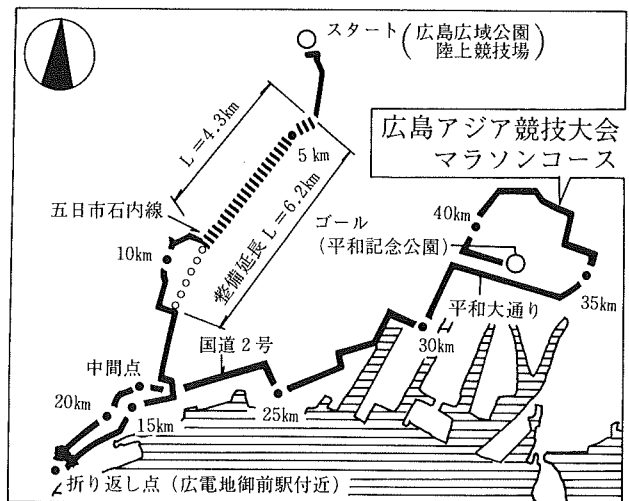 スタート(広島広域公園
陸上競技場)
L=4.3km
5km
広島アジア競技大会
マラソンコース
五日市石内線
整備延長L=6.2km
ゴール
(平和記念公園)
40km
10km
35km
平和大通り
30km
国道2号
中間点
20km
15km
25km
折り返し点(広電地御前駅付近)